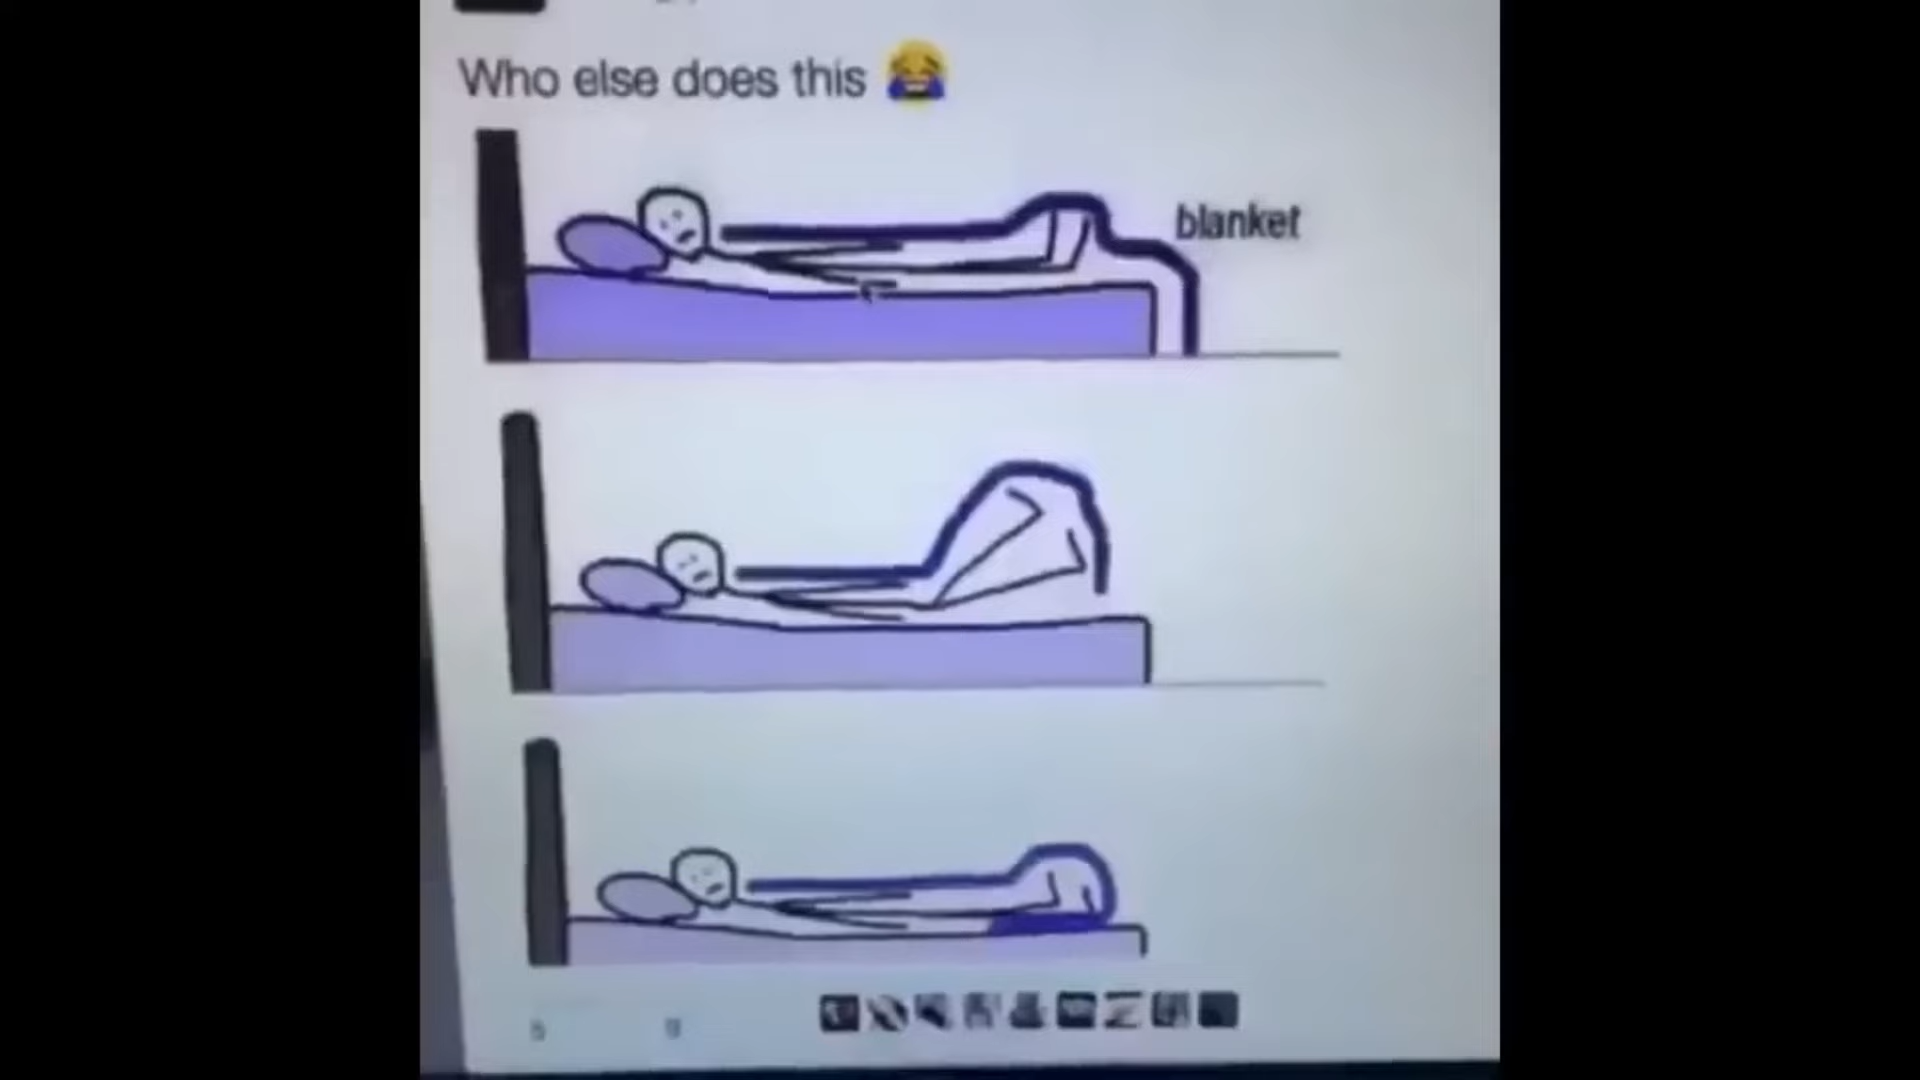 Who else does this 😂
blanket